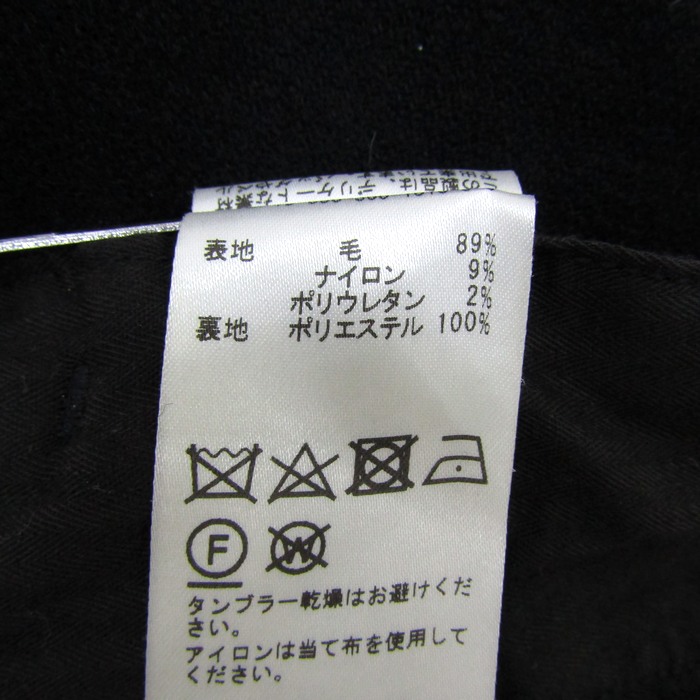 表地 毛 89%
ナイロン 9%
ポリウレタン 2%
裏地 ポリエステル 100%
F
W
タンブラー乾燥はお避けくだ
さい。
アイロンは当て布を使用して
ください。